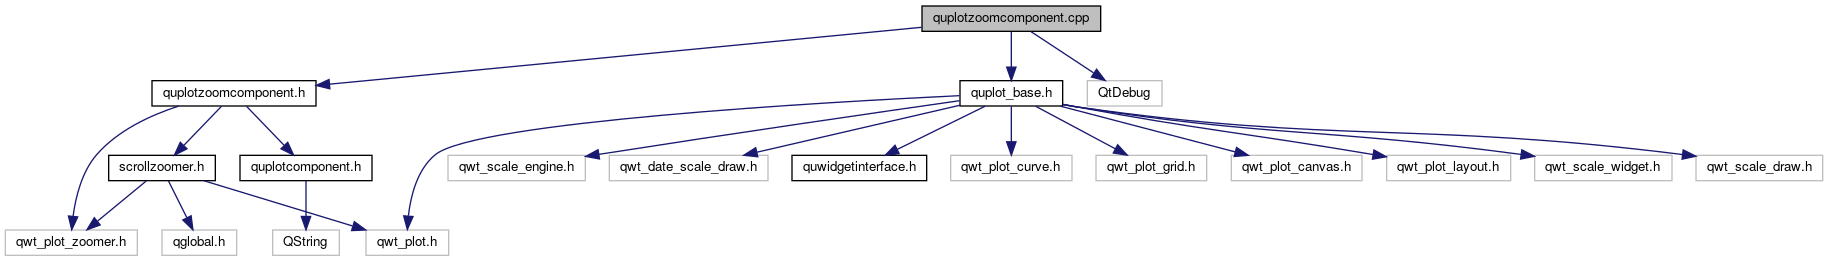 quplotzoomcomponent.cpp
quplotzoomcomponent.h
quplot_base.h
QtDebug
scrollzoomer.h
quplotcomponent.h
qwt_scale_engine.h
qwt_date_scale_draw.h
quwidgetinterface.h
qwt_plot_curve.h
qwt_plot_grid.h
qwt_plot_canvas.h
qwt_plot_layout.h
qwt_scale_widget.h
qwt_scale_draw.h
qwt_plot_zoomer.h
qglobal.h
QString
qwt_plot.h